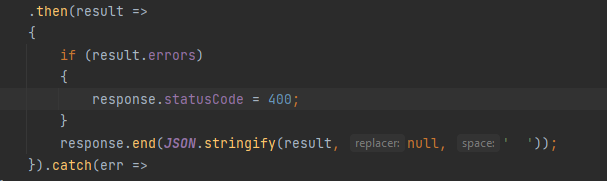 .then(result =>
{
if (result.errors)
{
response.statusCode = 400;
}
response.end(JSON.stringify(result, replacer: null, space: '  '));
}).catch(err =>